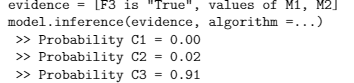 evidence = [F3 is "True", values of M1, M2]
model.inference(evidence, algorithm =...)
>> Probability C1 = 0.00
>> Probability C2 = 0.02
>> Probability C3 = 0.91